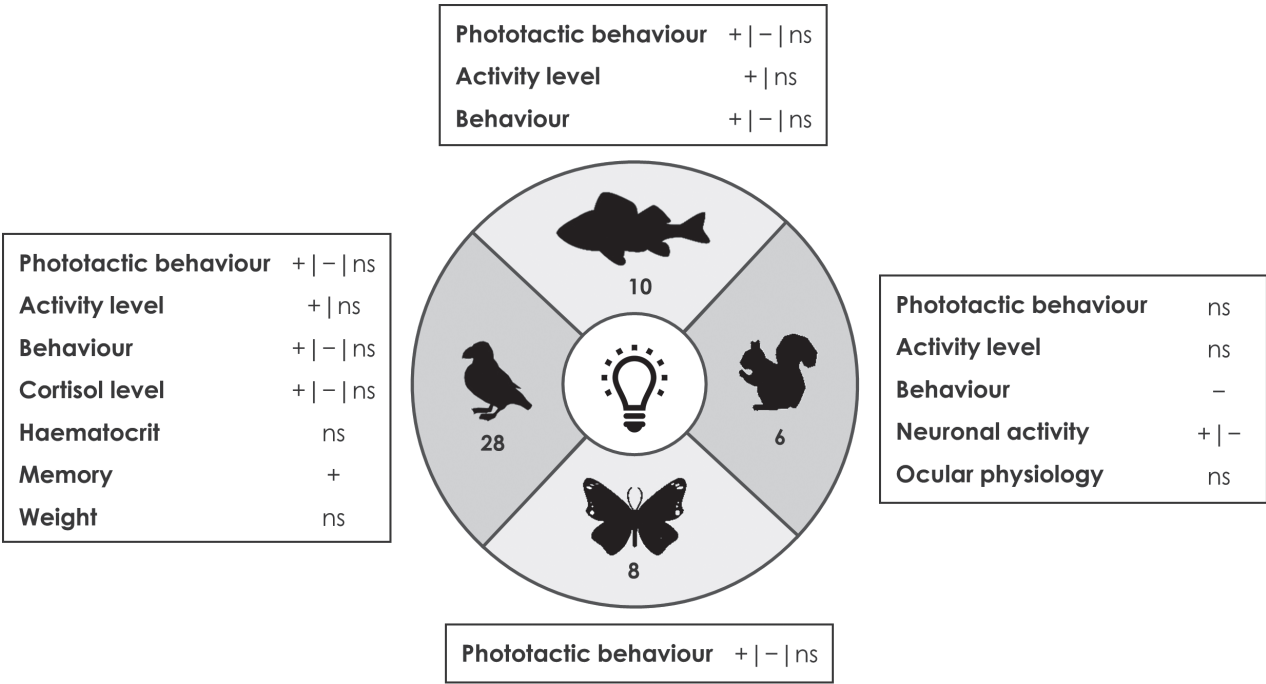 Phototactic behaviour +|−|ns
Activity level +|ns
Behaviour +|−|ns
10
Phototactic behaviour +|−|ns
Activity level +|ns
Behaviour +|−|ns
Cortisol level +|−|ns
Haematocrit ns
Memory +
Weight ns
28
6
Phototactic behaviour ns
Activity level ns
Behaviour −
Neuronal activity +|−
Ocular physiology ns
8
Phototactic behaviour +|−|ns